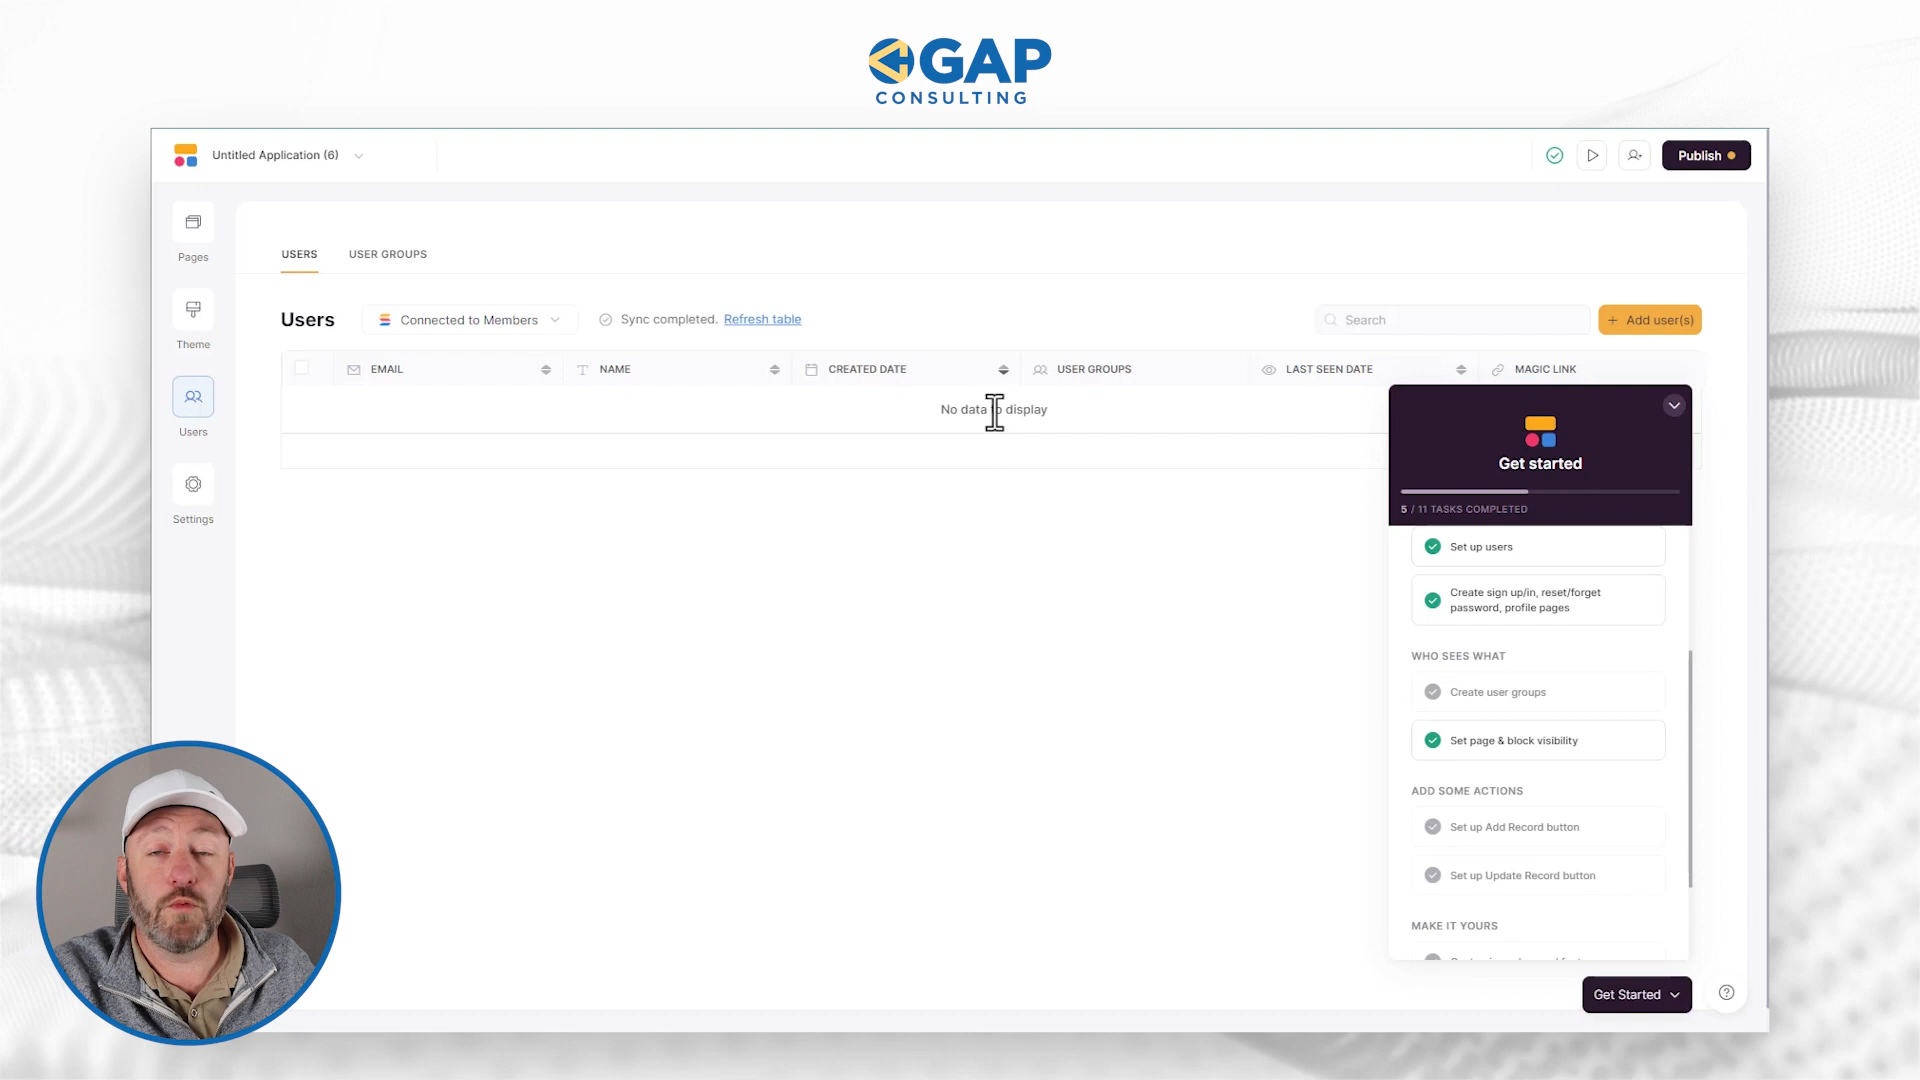 GAP
CONSULTING
Untitled Application (6)
Publish
Pages
Theme
Users
Settings
USERS
USER GROUPS
Users
Connected to Members
Sync completed. Refresh table
Search
+ Add user(s)
EMAIL
NAME
CREATED DATE
USER GROUPS
LAST SEEN DATE
MAGIC LINK
No data to display
Get started
5 / 11 TASKS COMPLETED
Set up users
Create sign up/in, reset/forget
password, profile pages
WHO SEES WHAT
Create user groups
Set page & block visibility
ADD SOME ACTIONS
Set up Add Record button
Set up Update Record button
MAKE IT YOURS
Get Started